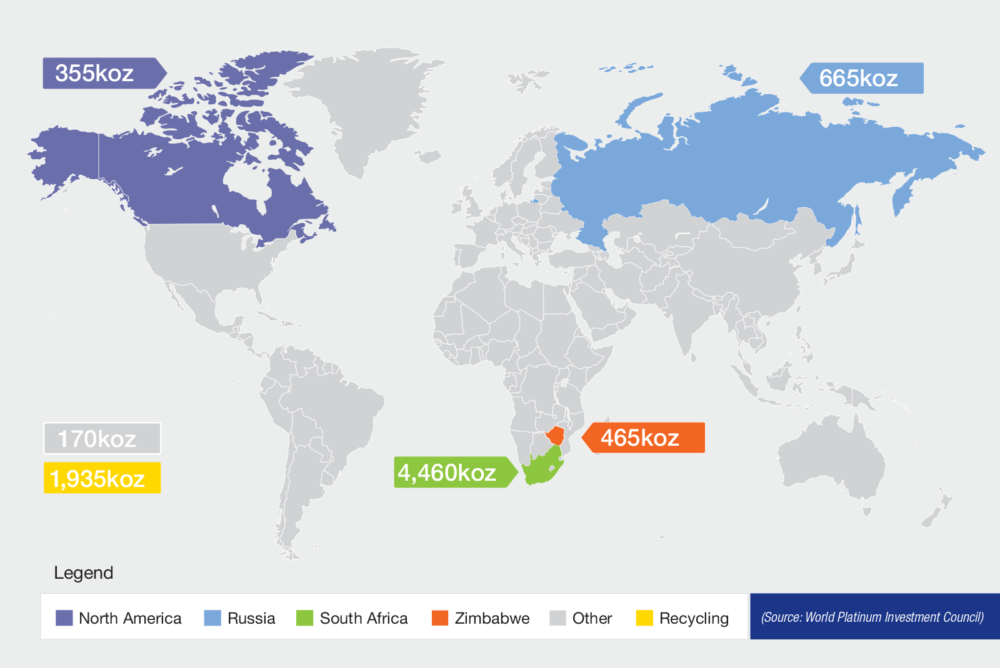 355koz
665koz
170koz
465koz
4,460koz
1,935koz
Legend
North America
Russia
South Africa
Zimbabwe
Other
Recycling
(Source: World Platinum Investment Council)